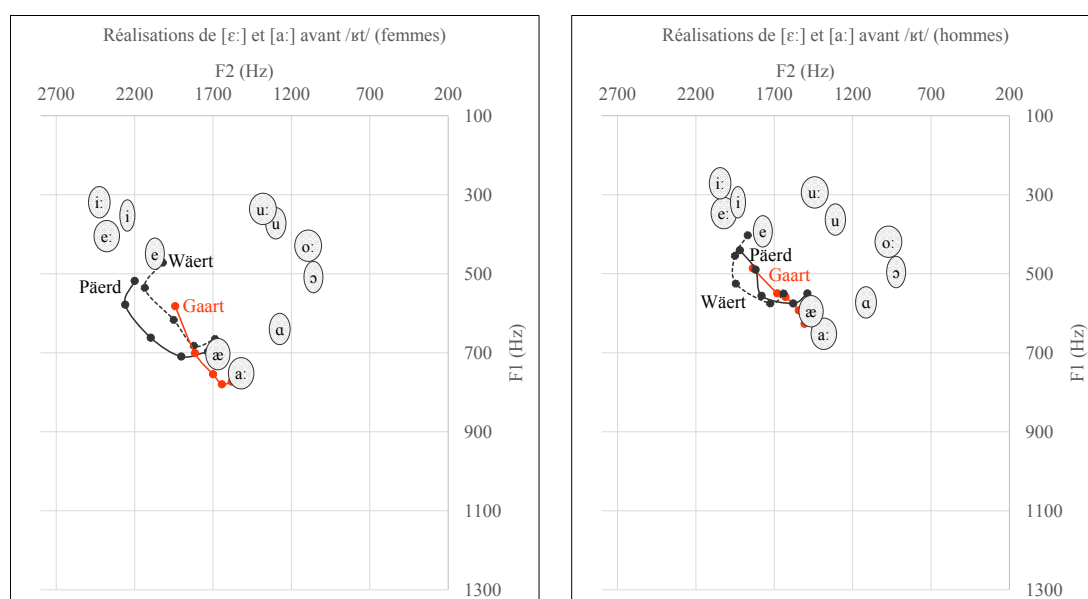 Réalisations de [ɛː] et [aː] avant /ʁt/ (femmes)
F2 (Hz)
2700 2200 1700 1200 700 200
100
300
500
700
900
1100
1300
F1 (Hz)
iː
i
eː
e
uː
u
oː
ɔ
ɑ
æ
aː
Wäert
Päerd
Gaart
Réalisations de [ɛː] et [aː] avant /ʁt/ (hommes)
F2 (Hz)
2700 2200 1700 1200 700 200
100
300
500
700
900
1100
1300
F1 (Hz)
iː
i
eː
e
uː
u
oː
ɔ
ɑ
æ
aː
Päerd
Gaart
Wäert